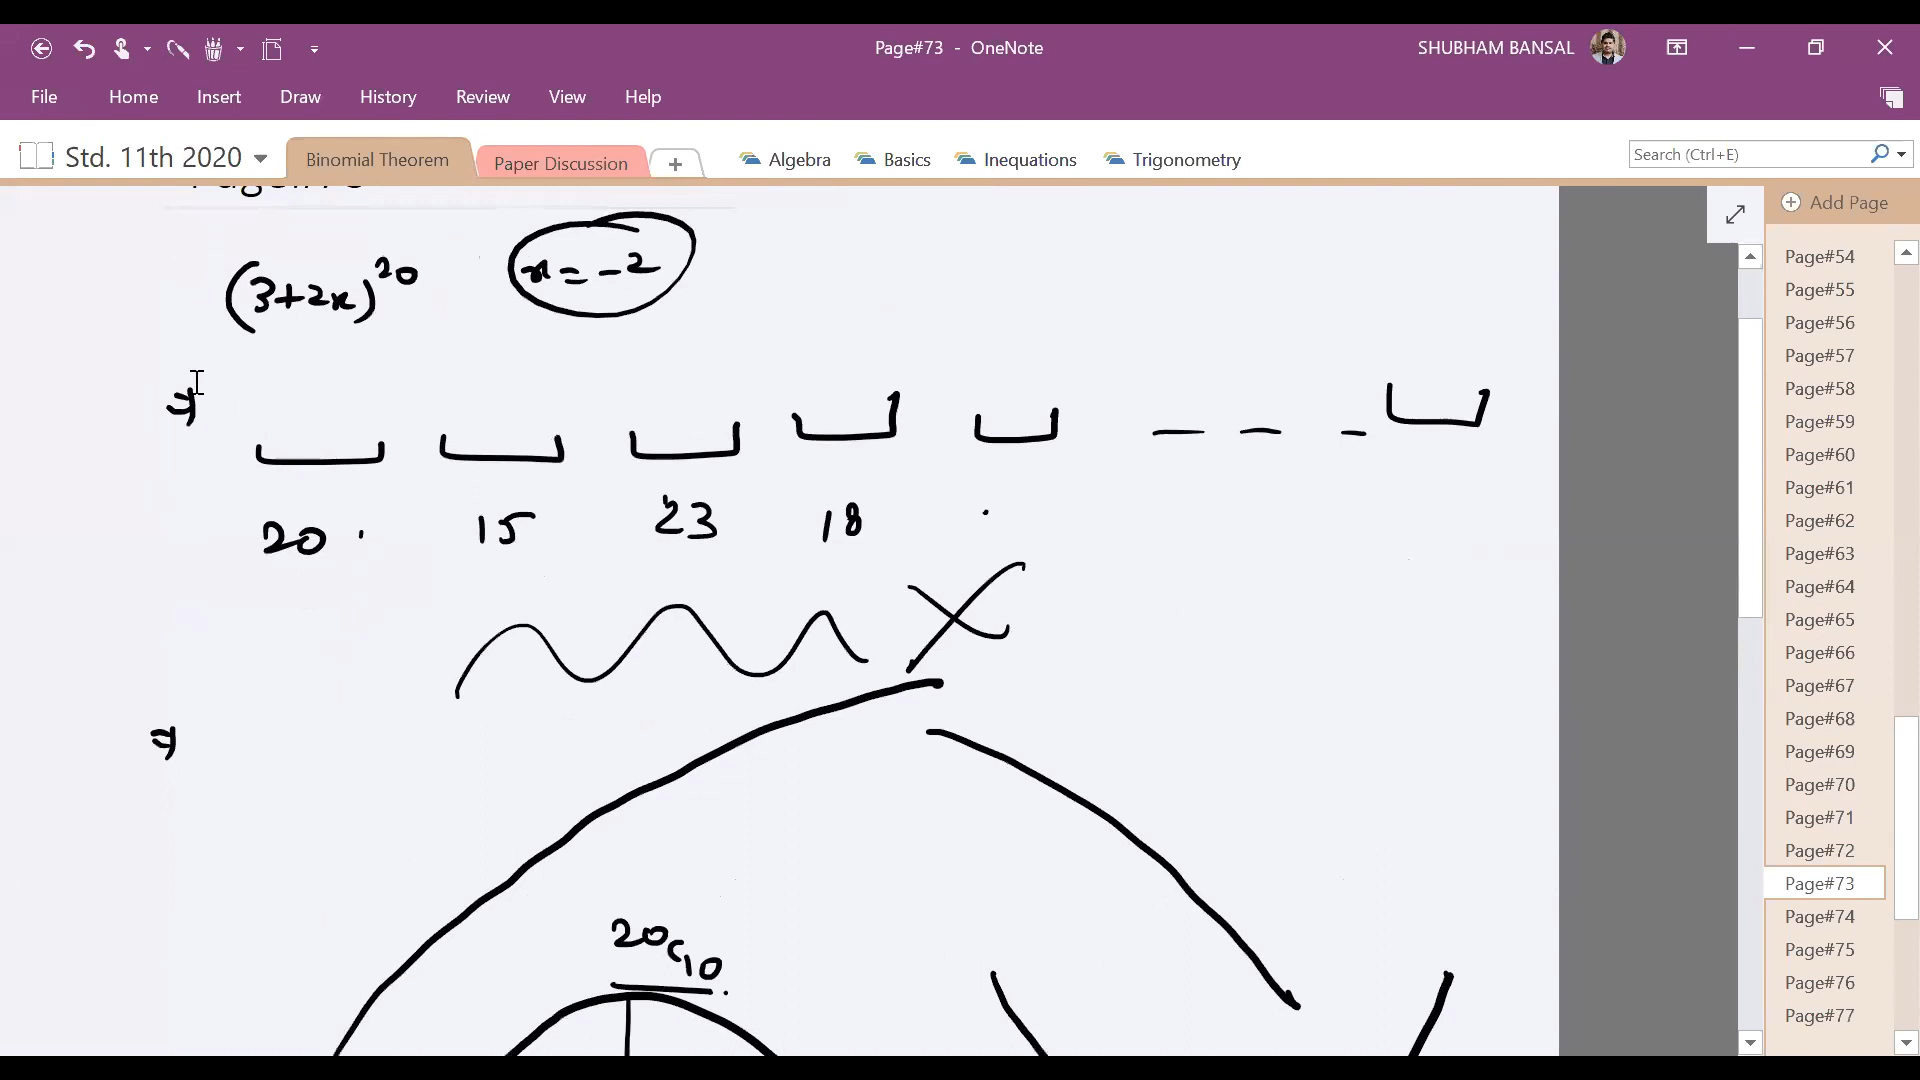 Page#73 - OneNote
SHUBHAM BANSAL
File Home Insert Draw History Review View Help
Std. 11th 2020
Binomial Theorem
Paper Discussion
Algebra
Basics
Inequations
Trigonometry
Search (Ctrl+E)
Add Page
(3+2x)^20
x = -2
⇒
20 . 15 23 18 .
⇒
20C10
Page#54
Page#55
Page#56
Page#57
Page#58
Page#59
Page#60
Page#61
Page#62
Page#63
Page#64
Page#65
Page#66
Page#67
Page#68
Page#69
Page#70
Page#71
Page#72
Page#73
Page#74
Page#75
Page#76
Page#77